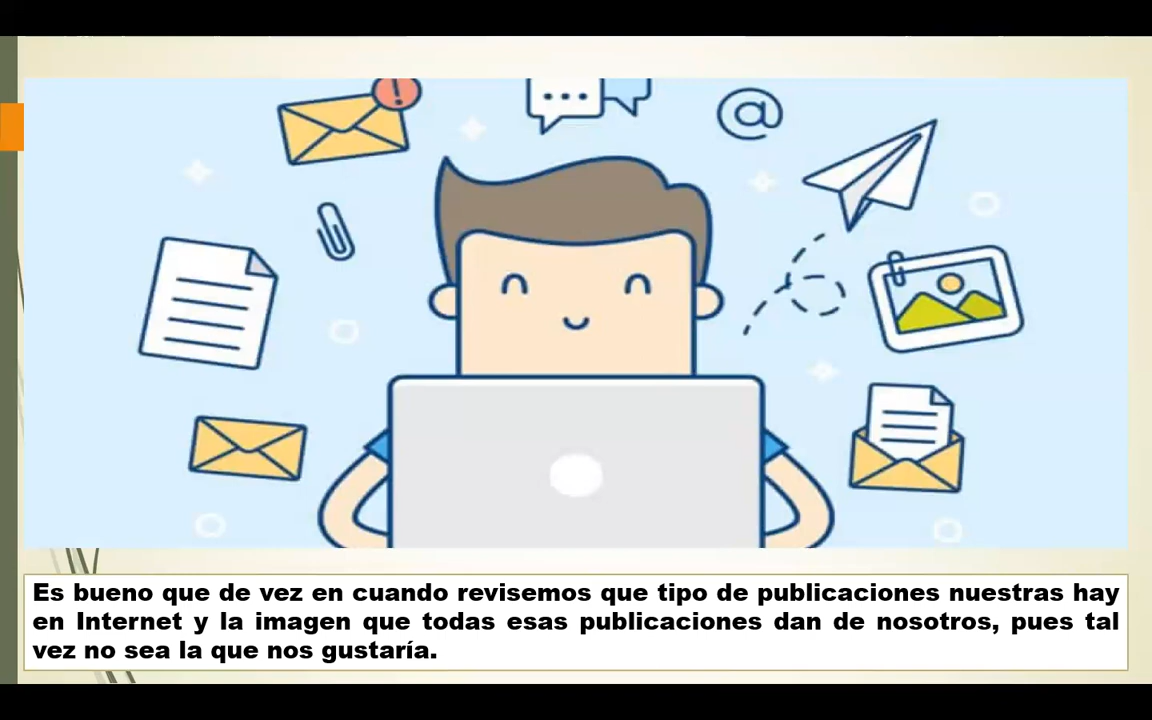 @
Es bueno que de vez en cuando revisemos que tipo de publicaciones nuestras hay
en Internet y la imagen que todas esas publicaciones dan de nosotros, pues tal
vez no sea la que nos gustaría.